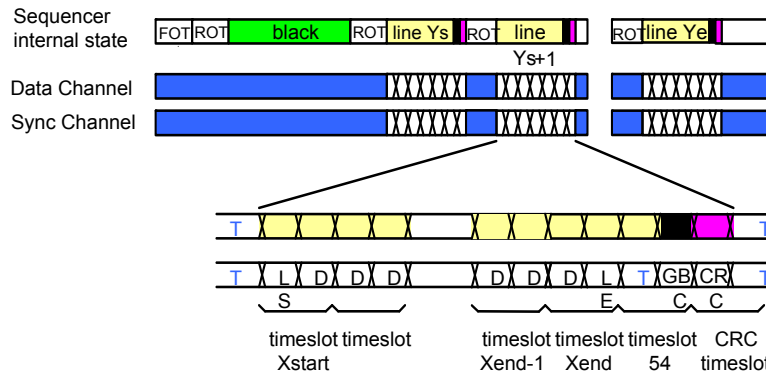 Sequencer
internal state
FOT ROT black ROT line Ys ROT line ROT line Ye
Ys+1
Data Channel
Sync Channel
T T
T L D D D D D D L T GB CR T
S E C C
timeslot timeslot timeslot timeslot timeslot CRC
Xstart Xend-1 Xend 54 timeslot